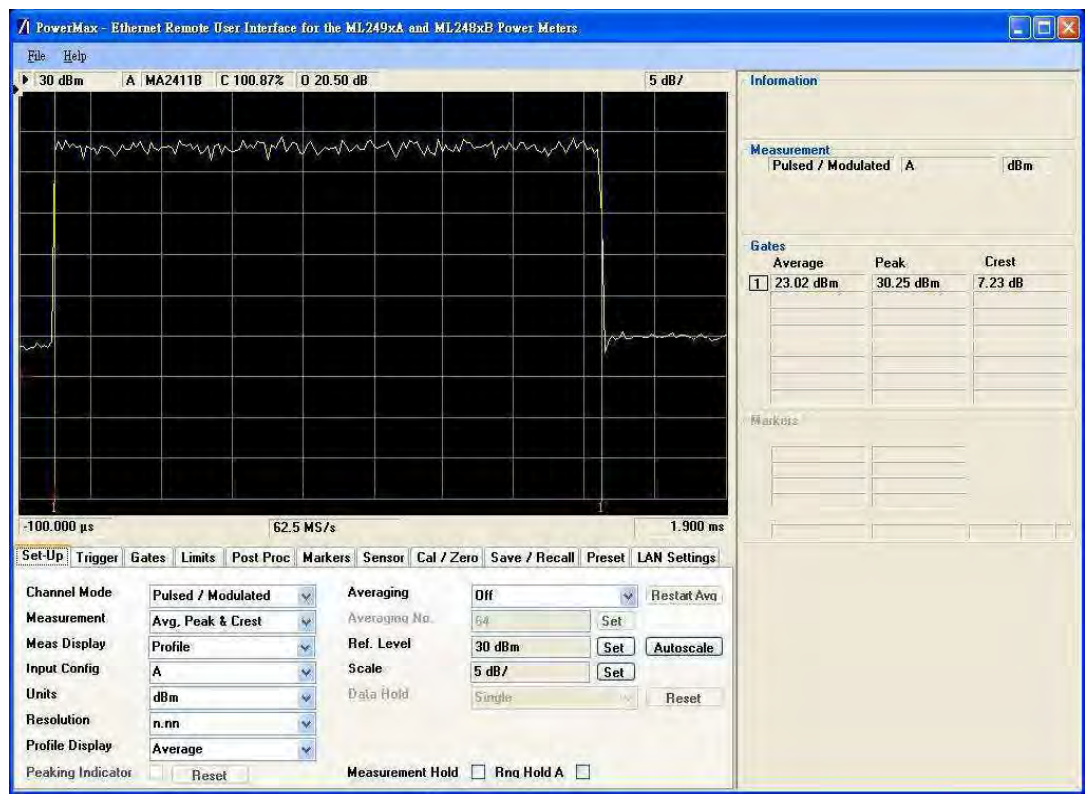 PowerMax - Ethernet Remote User Interface for the ML249xA and ML248xB Power Meters
File Help
30 dBm A MA2411B C 100.87% O 20.50 dB 5 dB/
1 1'
-100.000 µs 62.5 MS/s 1.900 ms
Information
Measurement
Pulsed / Modulated A dBm
Gates
Average Peak Crest
1 23.02 dBm 30.25 dBm 7.23 dB
Markers
Set-Up Trigger Gates Limits Post Proc Markers Sensor Cal / Zero Save / Recall Preset LAN Settings
Channel Mode Pulsed / Modulated Averaging Off Restart Avg
Measurement Avg, Peak & Crest Averaging No. 64 Set
Meas Display Profile Ref. Level 30 dBm Set Autoscale
Input Config A Scale 5 dB/ Set
Units dBm Data Hold Single Reset
Resolution n.nn
Profile Display Average
Peaking Indicator Reset Measurement Hold Rng Hold A